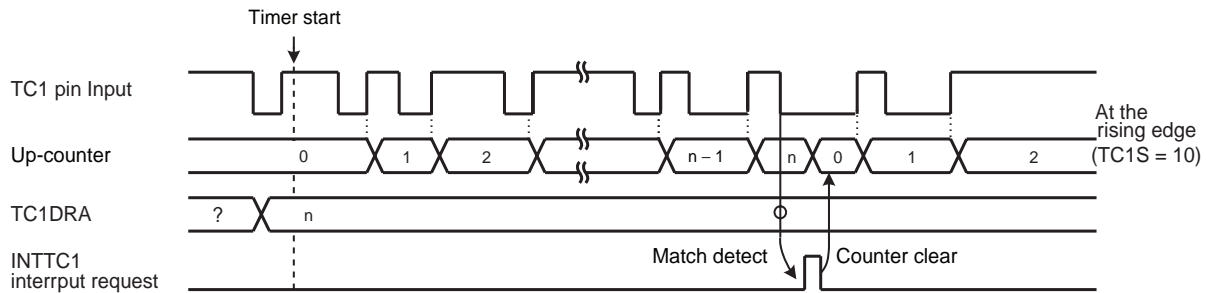 Timer start
TC1 pin Input
At the
rising edge
(TC1S = 10)
Up-counter
0 1 2 n – 1 n 0 1 2
TC1DRA
? n
Match detect Counter clear
INTTC1
interrput request